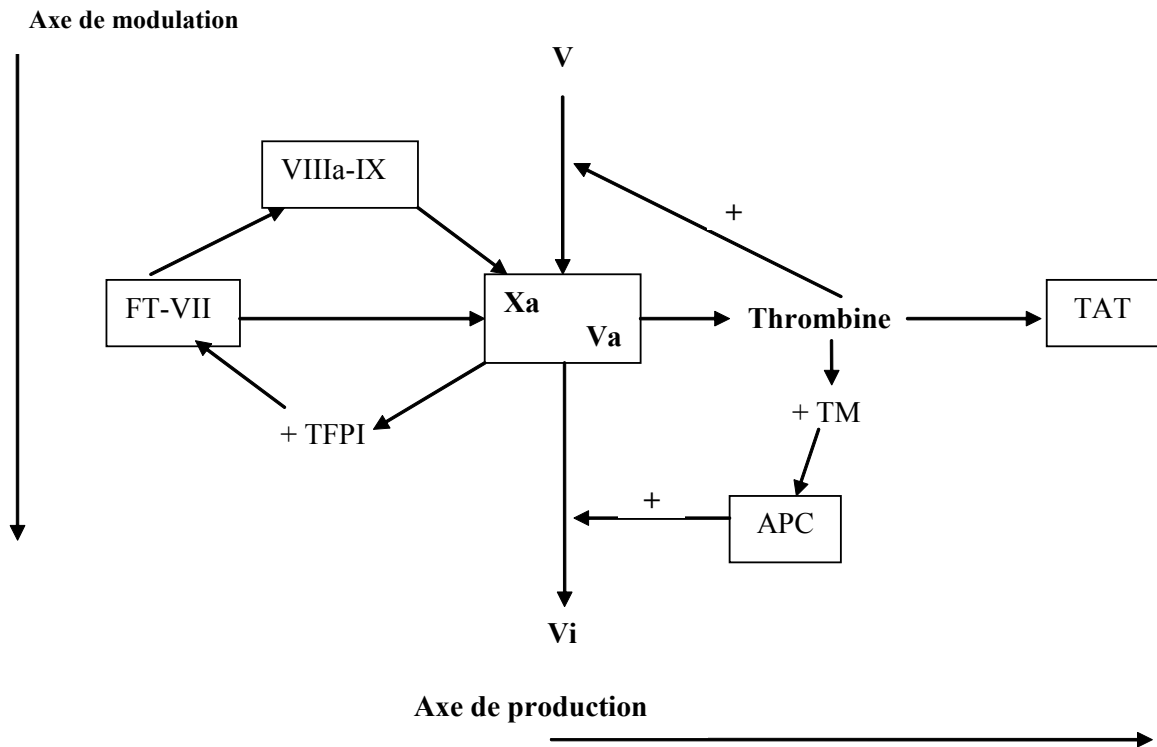 Axe de modulation
V
VIIIa-IX
+
FT-VII
Xa
Va
Thrombine
TAT
+ TFPI
+ TM
+
APC
Vi
Axe de production